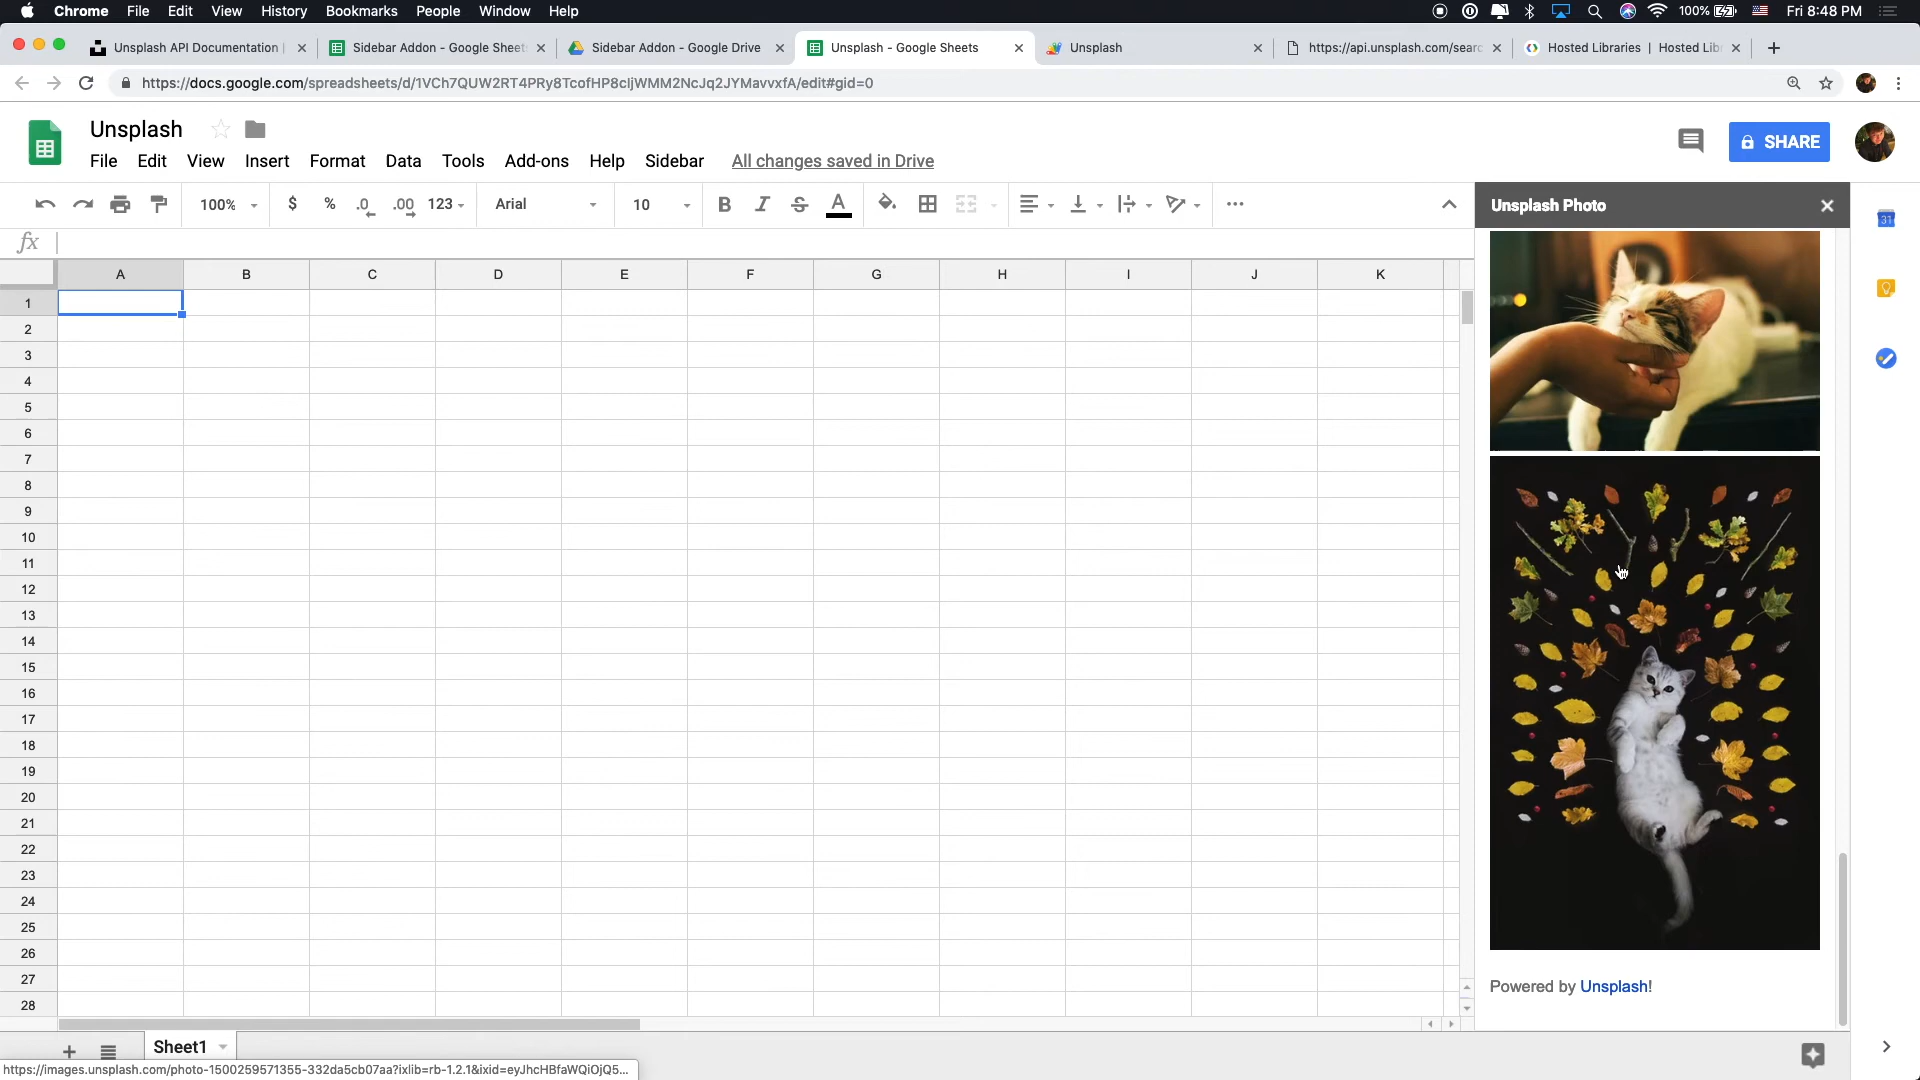 Chrome File Edit View History Bookmarks People Window Help 100% Fri 8:48 PM
Unsplash API Documentation | Sidebar Addon - Google Sheets Sidebar Addon - Google Drive Unsplash - Google Sheets Unsplash https://api.unsplash.com/searc Hosted Libraries | Hosted Lib
https://docs.google.com/spreadsheets/d/1VCh7QUW2RT4PRy8TcofHP8cIjWMM2NcJq2JYMavvxfA/edit#gid=0
Unsplash
File Edit View Insert Format Data Tools Add-ons Help Sidebar All changes saved in Drive
SHARE
100% $ % .0 .00 123 Arial 10 B I S A
Unsplash Photo
31
fx
A B C D E F G H I J K
1
2
3
4
5
6
7
8
9
10
11
12
13
14
15
16
17
18
19
20
21
22
23
24
25
26
27
28
Powered by Unsplash!
Sheet1
https://images.unsplash.com/photo-1500259571355-332da5cb07aa?ixlib=rb-1.2.1&ixid=eyJhcHBfaWQiOjQ5...